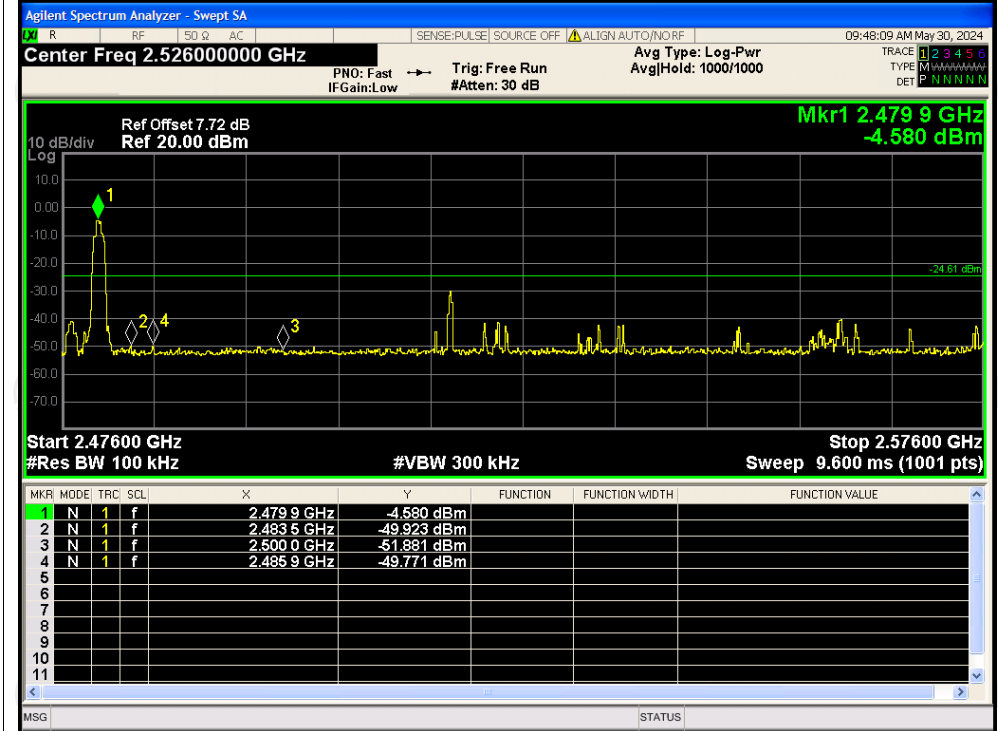 Agilent Spectrum Analyzer - Swept SA
LXI R RF 50 Ω AC SENSE:PULSE SOURCE OFF ALIGN AUTO/NO RF 09:48:09 AM May 30, 2024
Center Freq 2.526000000 GHz
PNO: Fast
IFGain:Low
Trig: Free Run
#Atten: 30 dB
Avg Type: Log-Pwr
Avg|Hold: 1000/1000
TRACE 1 2 3 4 5 6
TYPE M
DET P N N N N N
Mkr1 2.479 9 GHz
-4.580 dBm
Ref Offset 7.72 dB
10 dB/div Ref 20.00 dBm
Log
10.0
1
0.00
-10.0
-20.0
-24.61 dBm
-30.0
-40.0
2 4 3
-50.0
-60.0
-70.0
Start 2.47600 GHz Stop 2.57600 GHz
#Res BW 100 kHz #VBW 300 kHz Sweep 9.600 ms (1001 pts)
MKR MODE TRC SCL X Y FUNCTION FUNCTION WIDTH FUNCTION VALUE
1 N 1 f 2.479 9 GHz -4.580 dBm
2 N 1 f 2.483 5 GHz -49.923 dBm
3 N 1 f 2.500 0 GHz -51.881 dBm
4 N 1 f 2.485 9 GHz -49.771 dBm
5
6
7
8
9
10
11
MSG STATUS